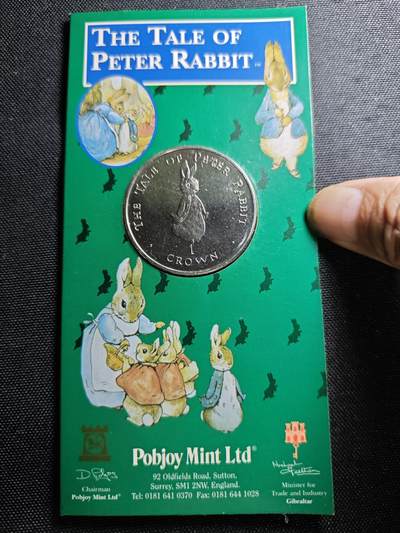 THE TALE OF
PETER RABBIT™
THE TALE OF PETER RABBIT
1
CROWN
Pobjoy Mint Ltd®
92 Oldfields Road, Sutton,
Surrey, SM1 2NW, England.
Tel: 0181 641 0370 Fax: 0181 644 1028
Chairman
Pobjoy Mint Ltd®
Minister for
Trade and Industry
Gibraltar